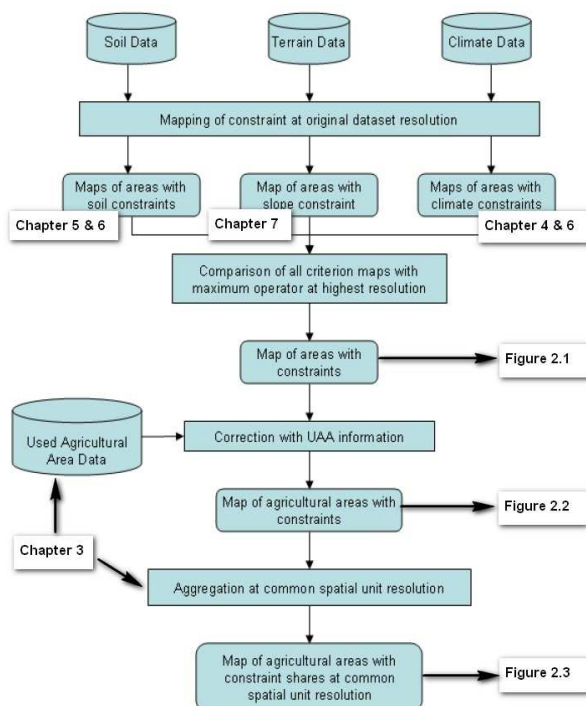 Soil Data
Terrain Data
Climate Data
Mapping of constraint at original dataset resolution
Maps of areas with
soil constraints
Map of areas with
slope constraint
Maps of areas with
climate constraints
Chapter 5 & 6
Chapter 7
Chapter 4 & 6
Comparison of all criterion maps with
maximum operator at highest resolution
Map of areas with
constraints
Figure 2.1
Used Agricultural
Area Data
Correction with UAA information
Map of agricultural areas with
constraints
Figure 2.2
Chapter 3
Aggregation at common spatial unit resolution
Map of agricultural areas with
constraint shares at common
spatial unit resolution
Figure 2.3